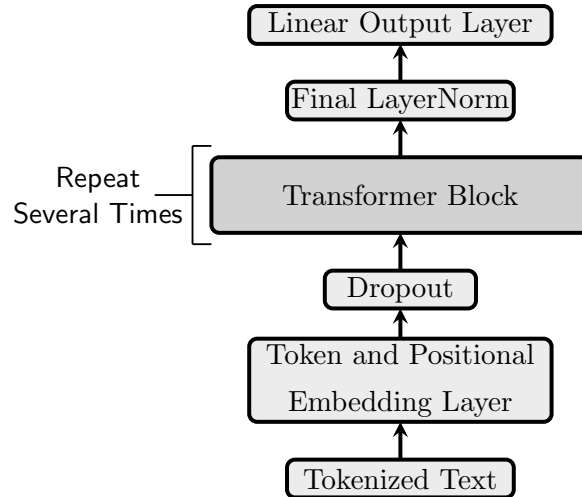 Linear Output Layer
Final LayerNorm
Repeat
Several Times
Transformer Block
Dropout
Token and Positional
Embedding Layer
Tokenized Text